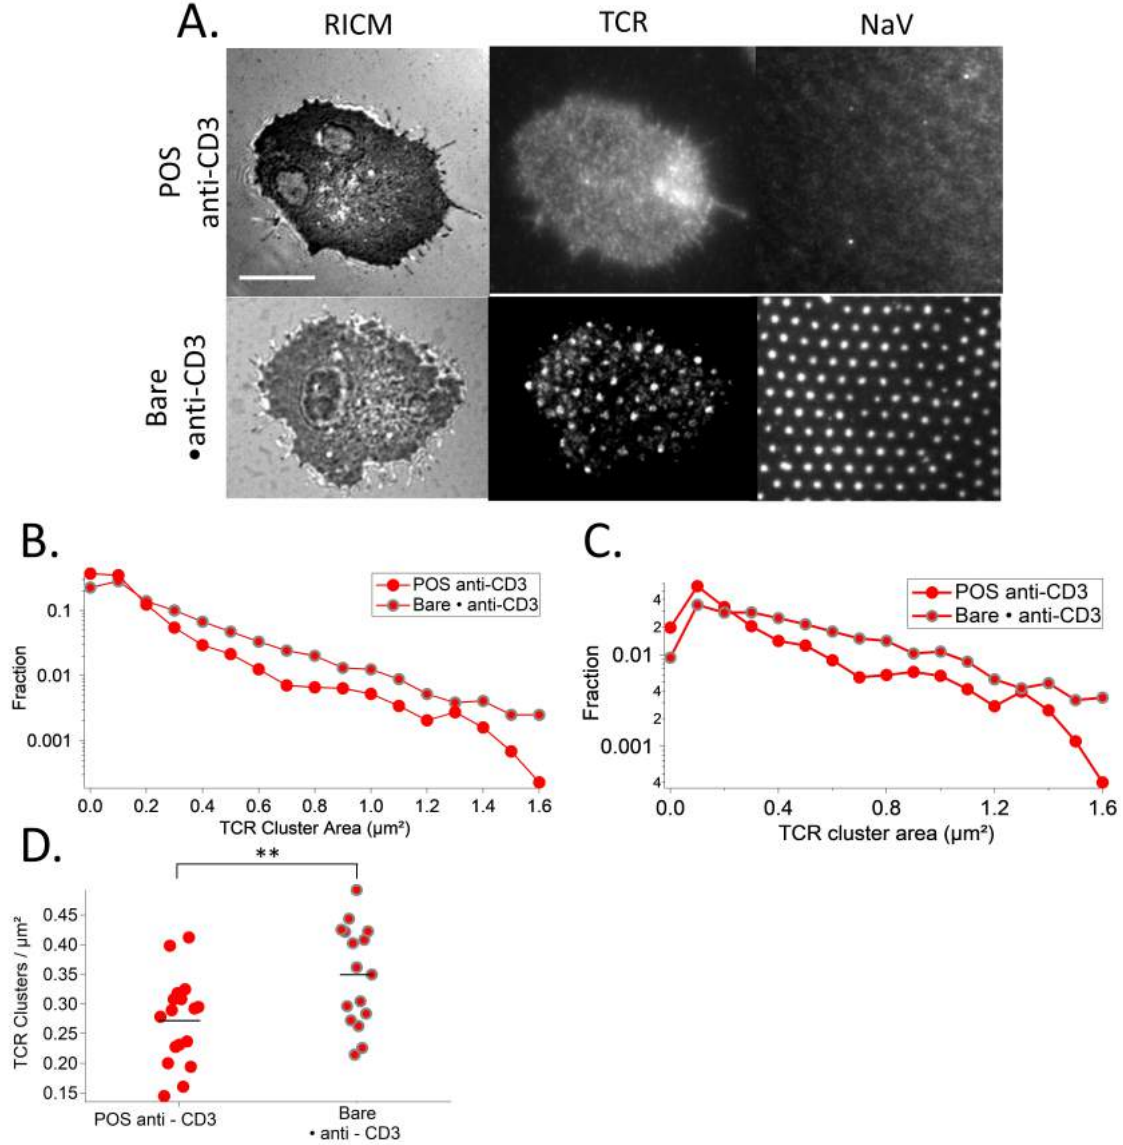 A.
RICM
TCR
NaV
POS
anti-CD3
Bare
•anti-CD3
B.
POS anti-CD3
Bare • anti-CD3
Fraction
0.1
0.01
0.001
0.0
0.2
0.4
0.6
0.8
1.0
1.2
1.4
1.6
TCR Cluster Area (µm²)
C.
POS anti-CD3
Bare • anti-CD3
Fraction
4
2
0.01
4
2
0.001
4
0.0
0.4
0.8
1.2
1.6
TCR cluster area (µm²)
D.
**
TCR Clusters / µm²
0.45
0.40
0.35
0.30
0.25
0.20
0.15
POS anti - CD3
Bare
• anti - CD3